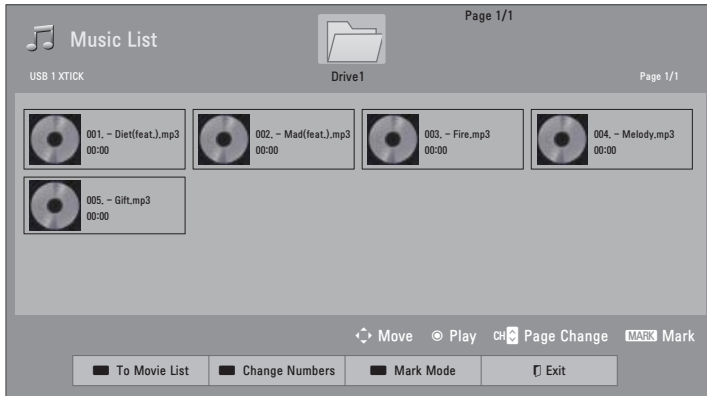 Page 1/1
Music List
USB 1 XTICK
Drive1
Page 1/1
001. - Diet(feat.).mp3
00:00
002. - Mad(feat.).mp3
00:00
003. - Fire.mp3
00:00
004. - Melody.mp3
00:00
005. - Gift.mp3
00:00
Move Play CH Page Change MARK Mark
To Movie List Change Numbers Mark Mode Exit